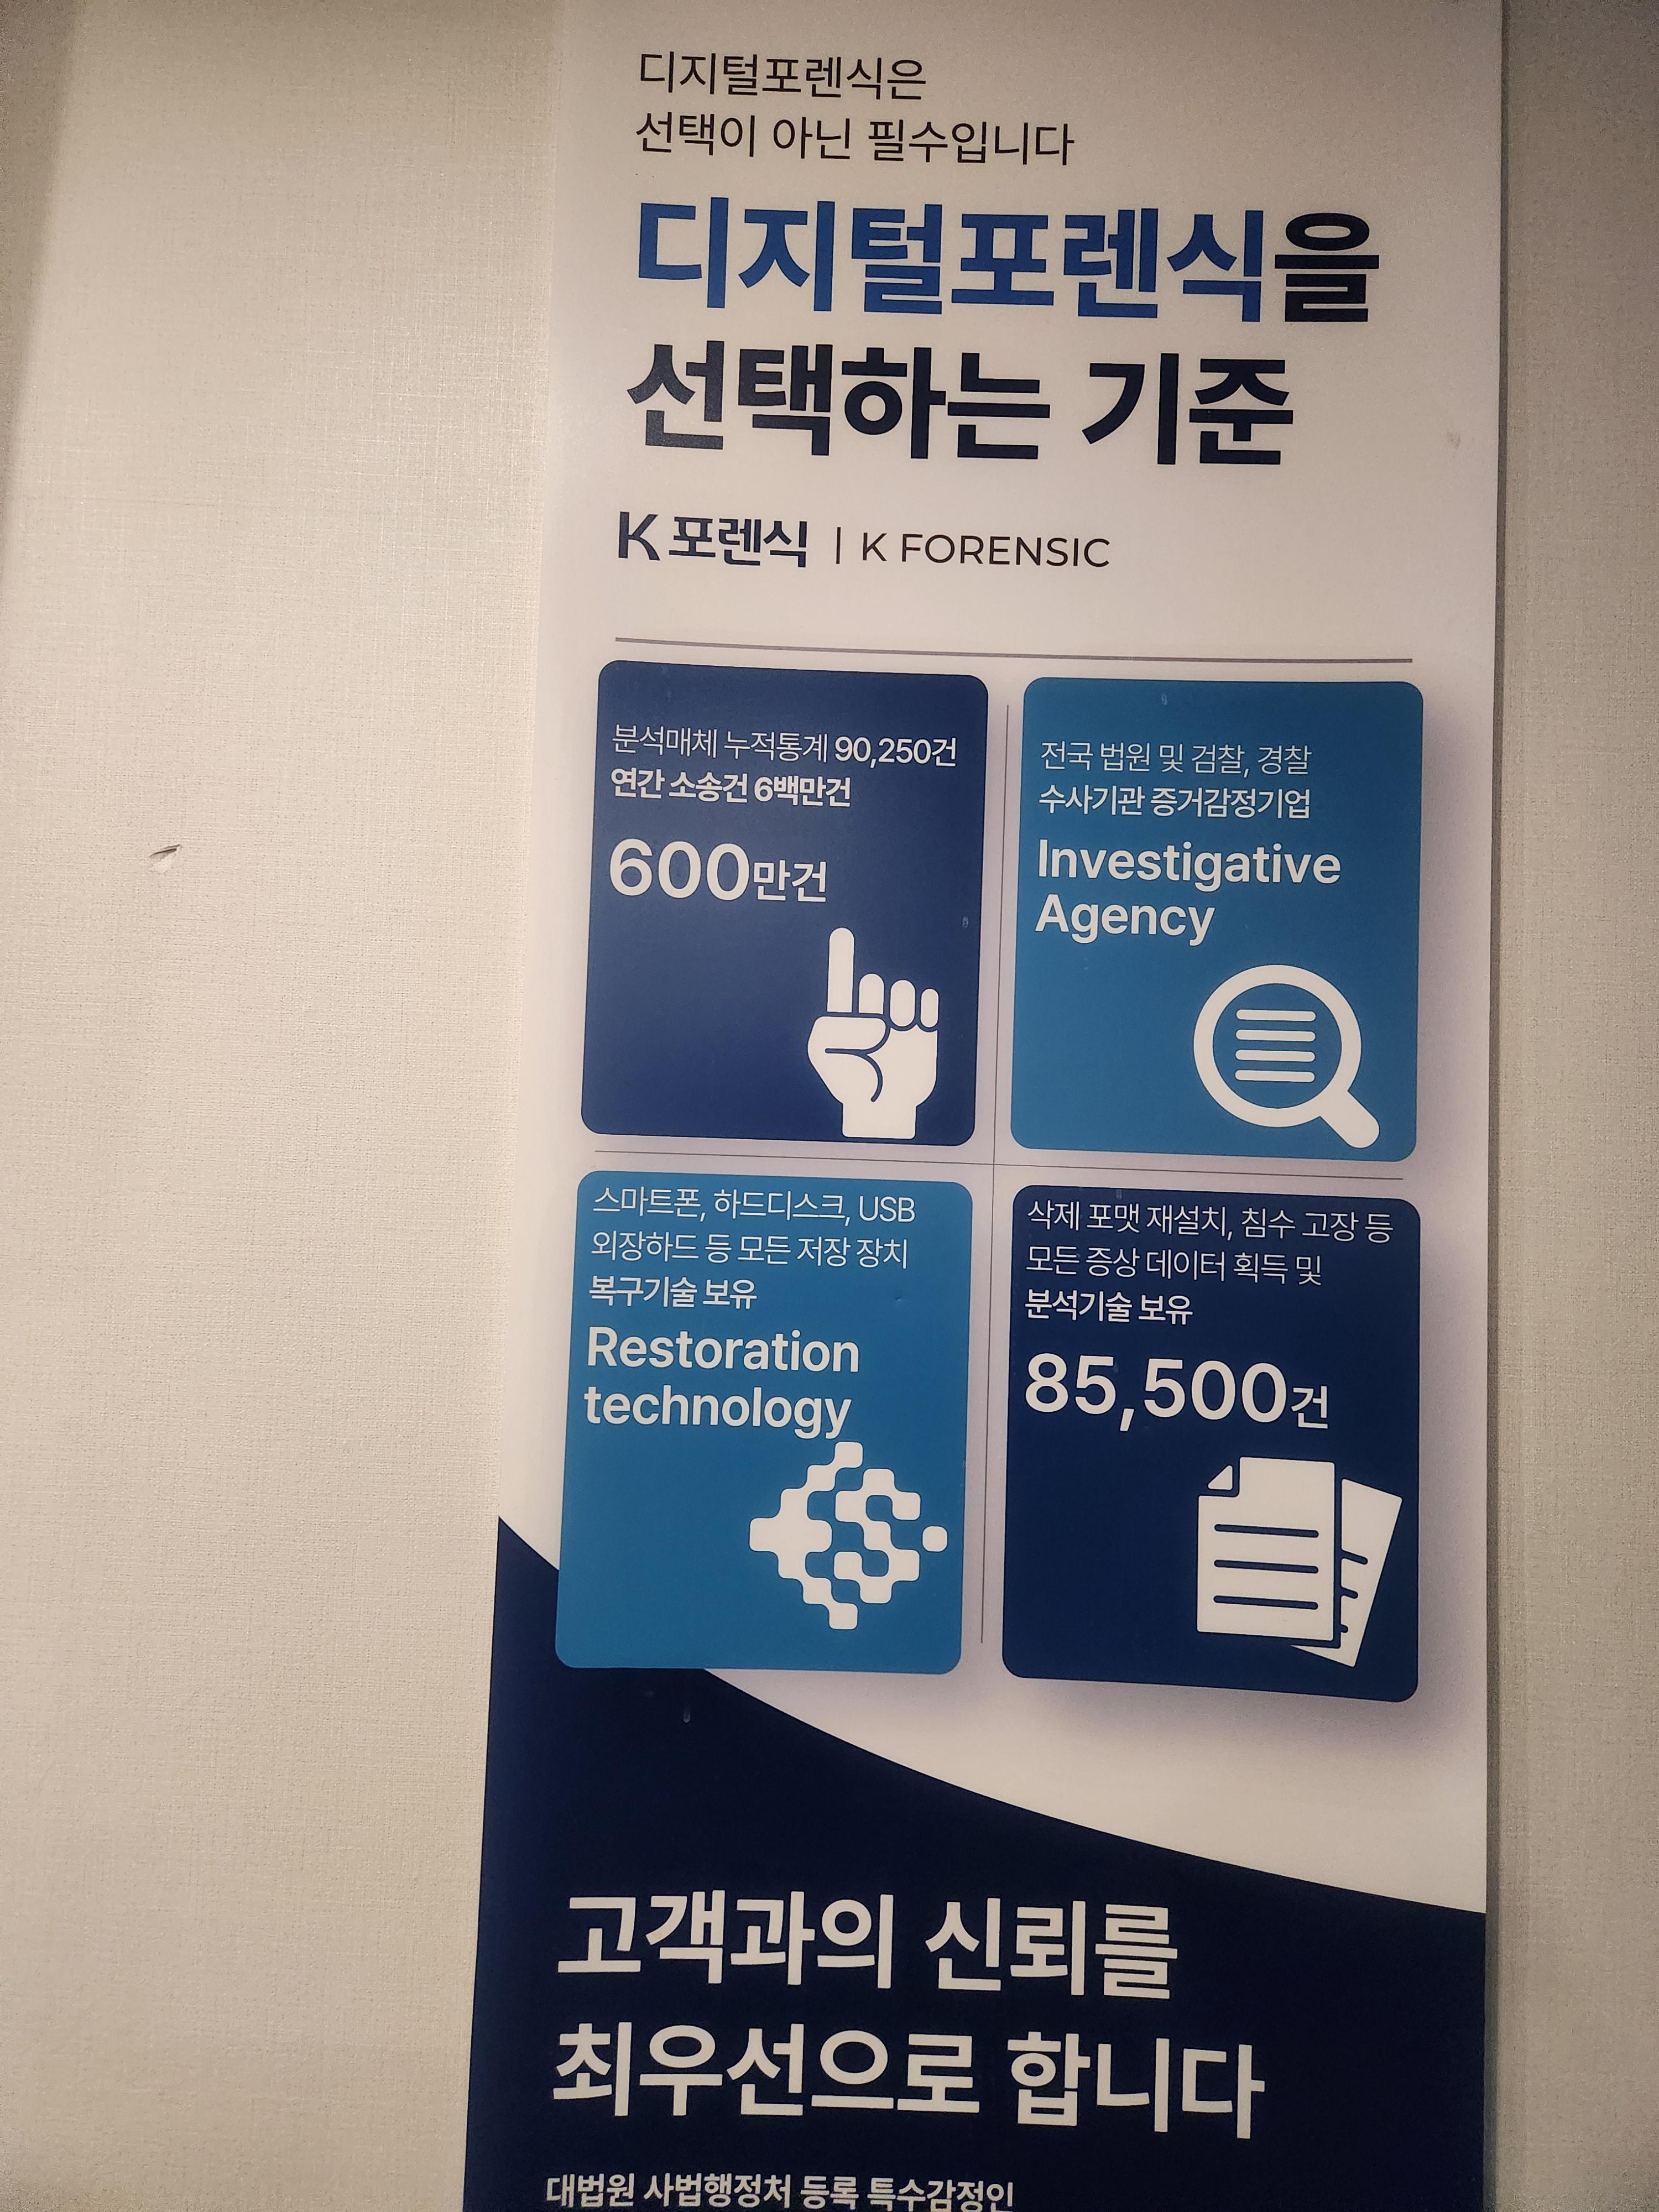 디지털포렌식은
선택이 아닌 필수입니다
디지털포렌식을
선택하는 기준
K 포렌식 | K FORENSIC
분석매체 누적통계 90,250건
연간 소송건 6백만건
600만건
전국 법원 및 검찰, 경찰
수사기관 증거감정기업
Investigative
Agency
스마트폰, 하드디스크, USB
외장하드 등 모든 저장 장치
복구기술 보유
Restoration
technology
삭제 포맷 재설치, 침수 고장 등
모든 증상 데이터 획득 및
분석기술 보유
85,500건
고객과의 신뢰를
최우선으로 합니다
대법원 사법행정처 등록 특수감정인